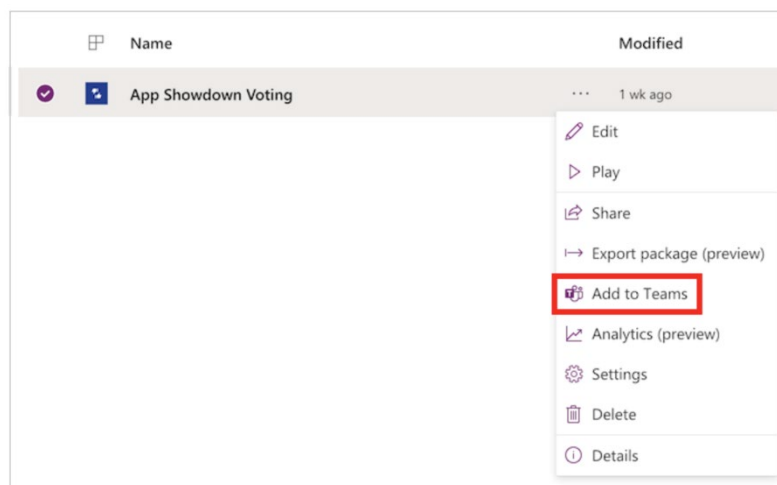 Name Modified
App Showdown Voting ··· 1 wk ago
Edit
Play
Share
Export package (preview)
Add to Teams
Analytics (preview)
Settings
Delete
Details